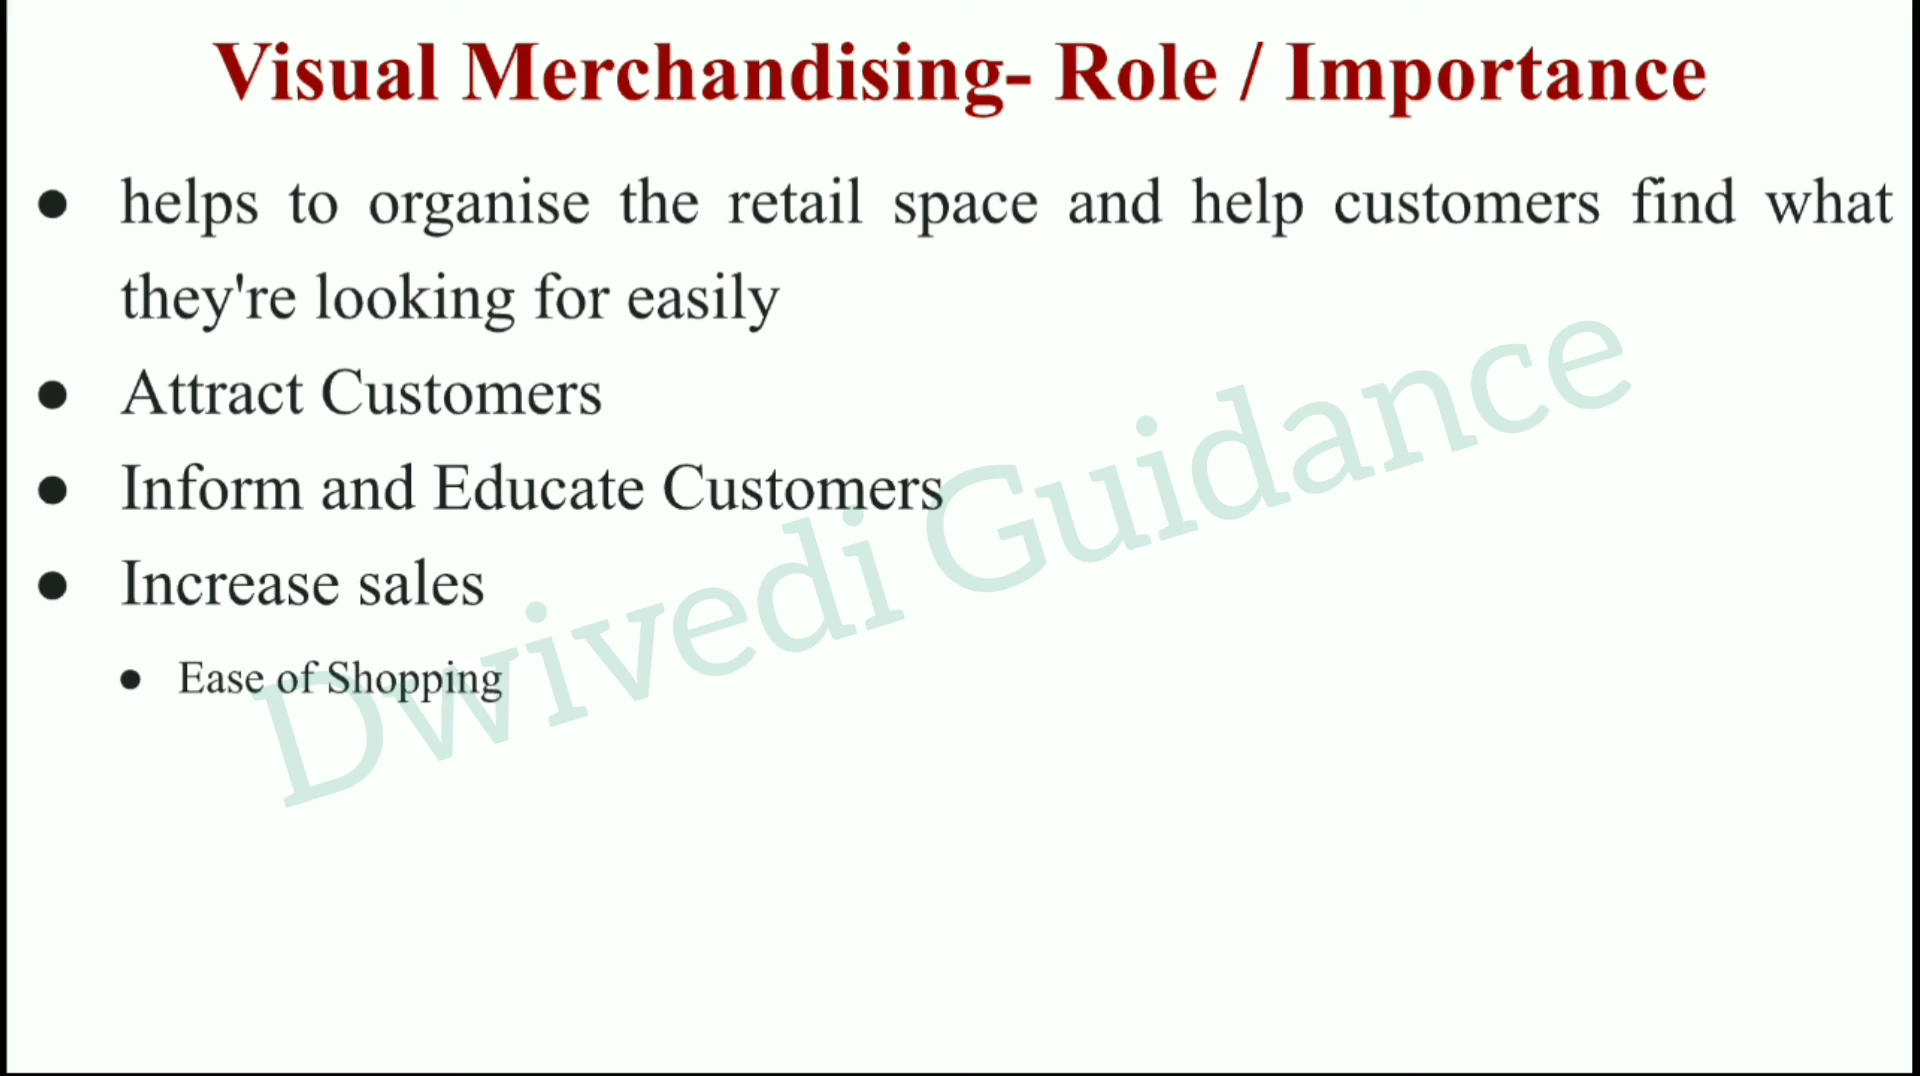 Visual Merchandising- Role / Importance
● helps to organise the retail space and help customers find what
they're looking for easily
● Attract Customers
● Inform and Educate Customers
● Increase sales
● Ease of Shopping
Dwivedi Guidance